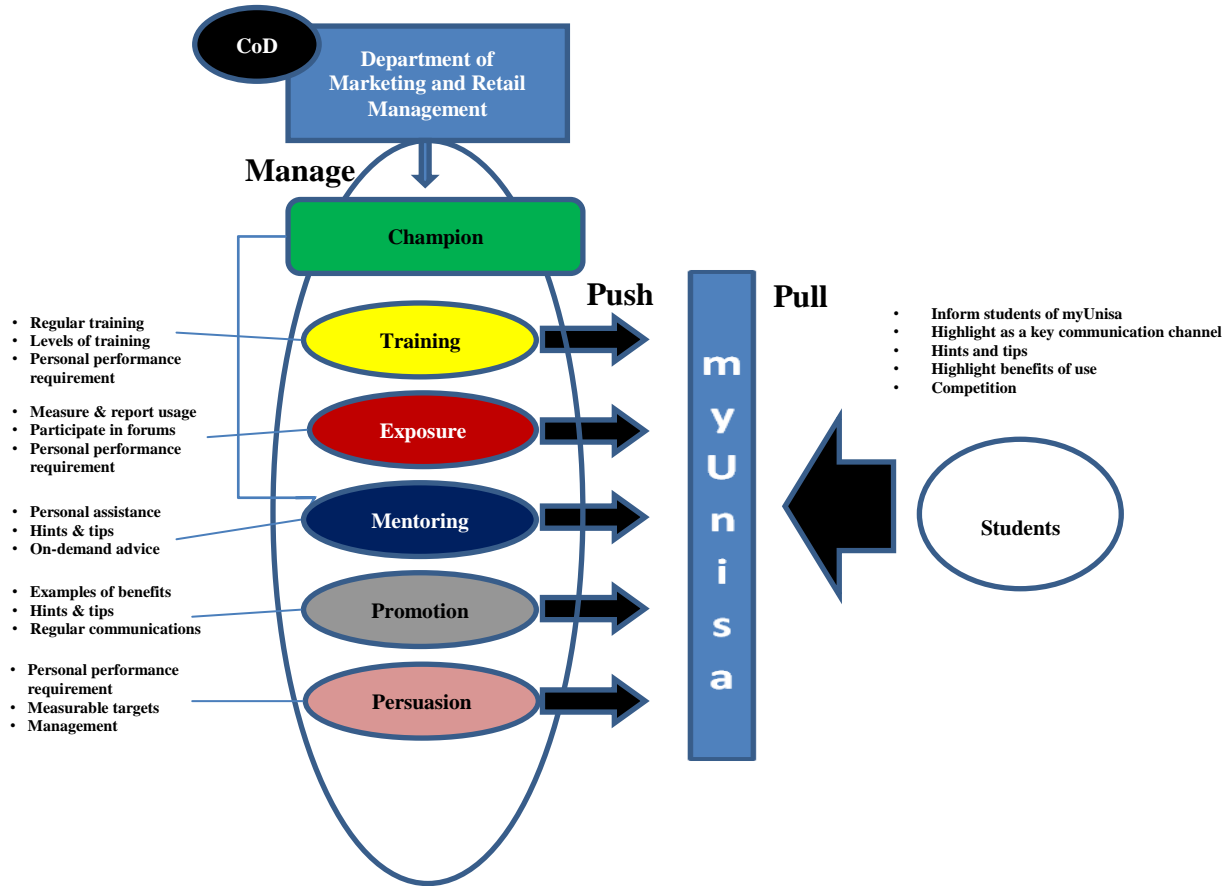 CoD
Department of
Marketing and Retail
Management
Manage
Champion
Push
Pull
• Regular training
• Levels of training
• Personal performance
requirement
Training
• Measure & report usage
• Participate in forums
• Personal performance
requirement
Exposure
• Personal assistance
• Hints & tips
• On-demand advice
Mentoring
• Examples of benefits
• Hints & tips
• Regular communications
Promotion
• Personal performance
requirement
• Measurable targets
• Management
Persuasion
myUnisa
• Inform students of myUnisa
• Highlight as a key communication channel
• Hints and tips
• Highlight benefits of use
• Competition
Students